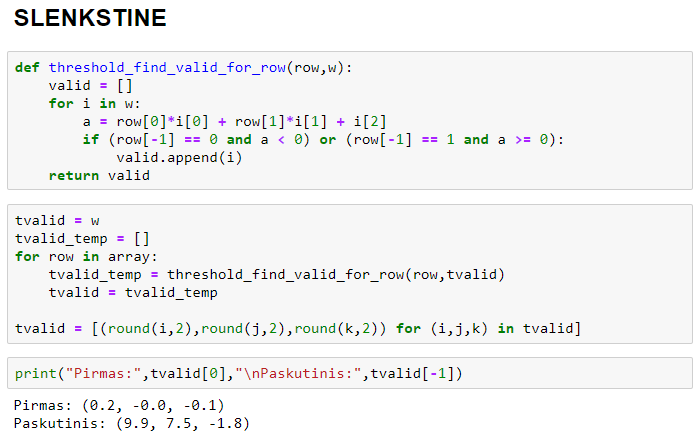 SLENKSTINE
def threshold_find_valid_for_row(row,w):
    valid = []
    for i in w:
        a = row[0]*i[0] + row[1]*i[1] + i[2]
        if (row[-1] == 0 and a < 0) or (row[-1] == 1 and a >= 0):
            valid.append(i)
    return valid
tvalid = w
tvalid_temp = []
for row in array:
    tvalid_temp = threshold_find_valid_for_row(row,tvalid)
    tvalid = tvalid_temp
tvalid = [(round(i,2),round(j,2),round(k,2)) for (i,j,k) in tvalid]
print("Pirmas:",tvalid[0],"\nPaskutinis:",tvalid[-1])
Pirmas: (0.2, -0.0, -0.1)
Paskutinis: (9.9, 7.5, -1.8)